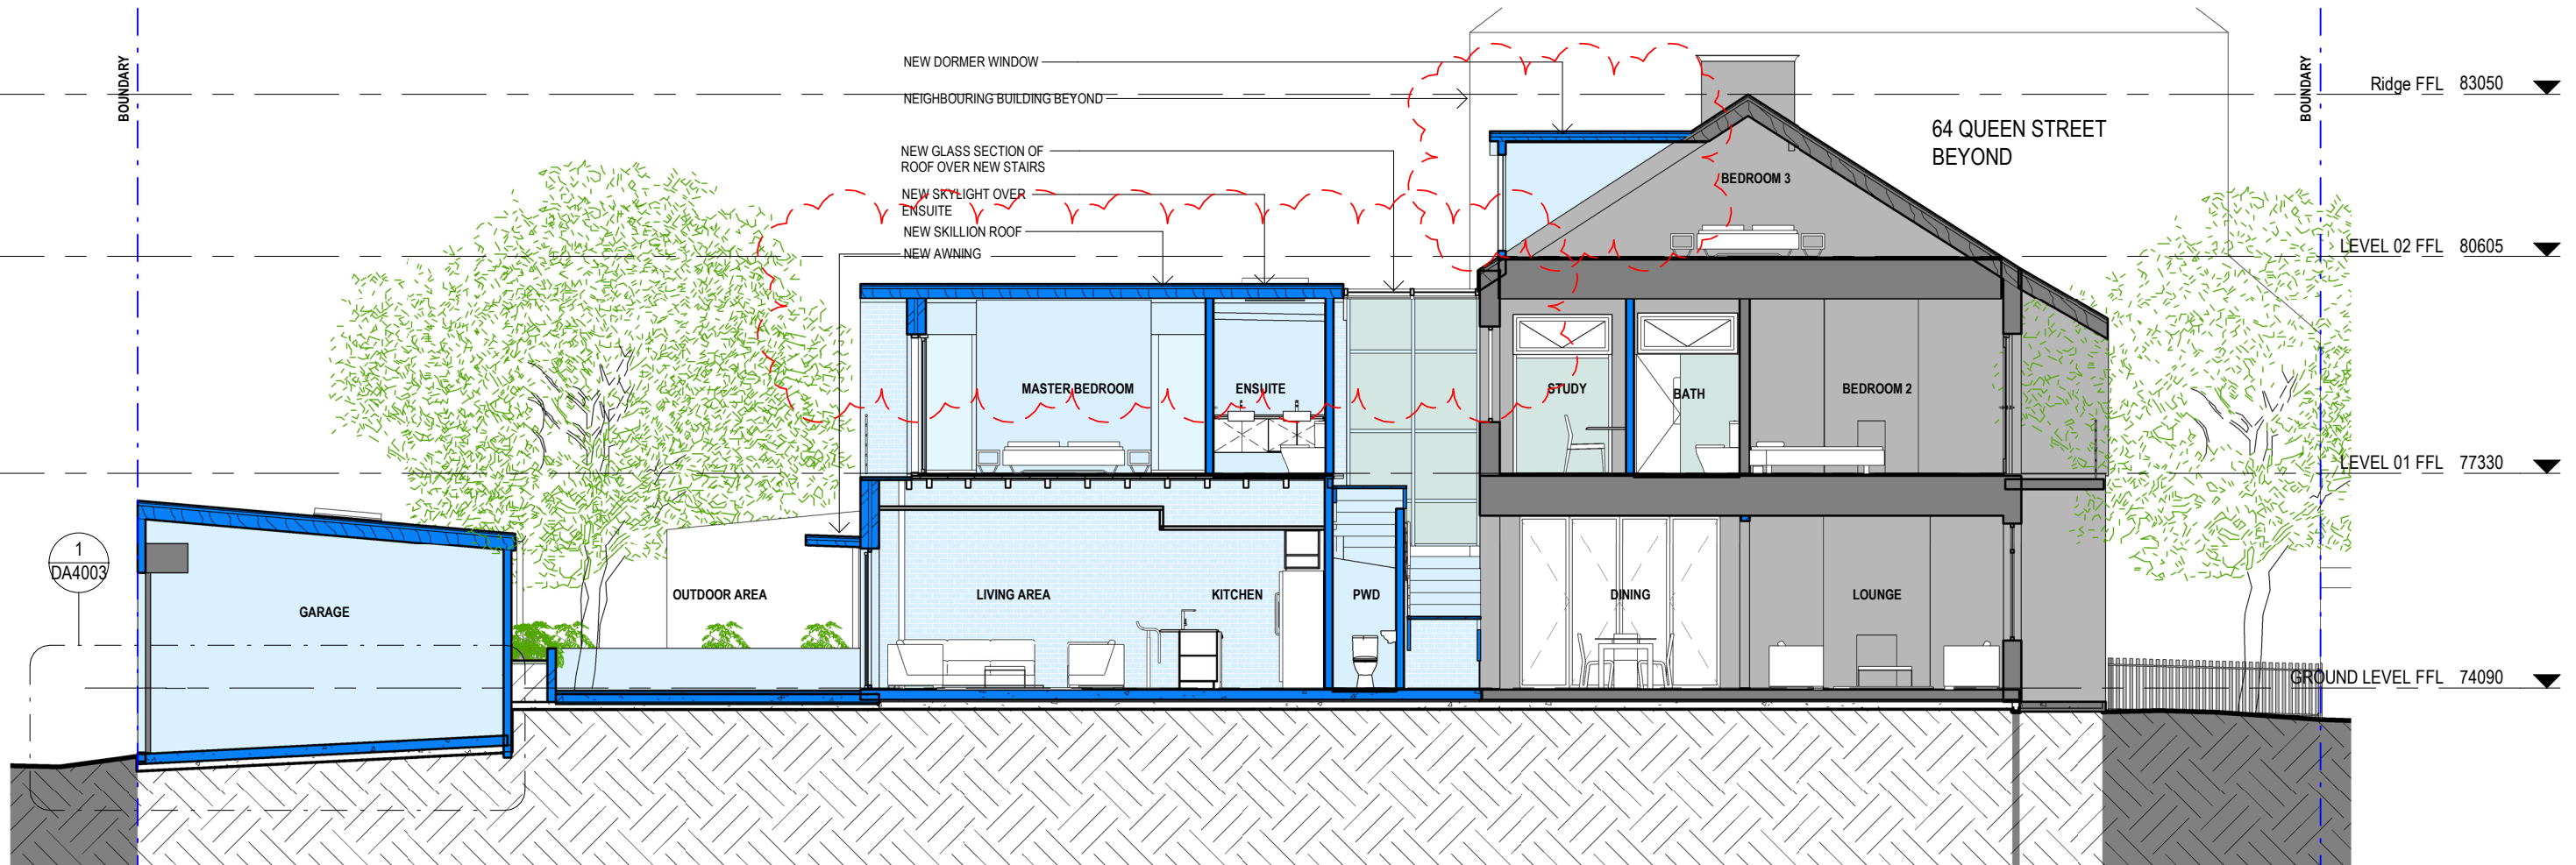 BOUNDARY
NEW DORMER WINDOW
NEIGHBOURING BUILDING BEYOND
NEW GLASS SECTION OF
ROOF OVER NEW STAIRS
NEW SKYLIGHT OVER
ENSUITE
NEW SKILLION ROOF
NEW AWNING
BOUNDARY
Ridge FFL 83050
64 QUEEN STREET
BEYOND
BEDROOM 3
LEVEL 02 FFL 80605
MASTER BEDROOM
ENSUITE
STUDY
BATH
BEDROOM 2
LEVEL 01 FFL 77330
1
DA4003
GARAGE
OUTDOOR AREA
LIVING AREA
KITCHEN
PWD
DINING
LOUNGE
GROUND LEVEL FFL 74090